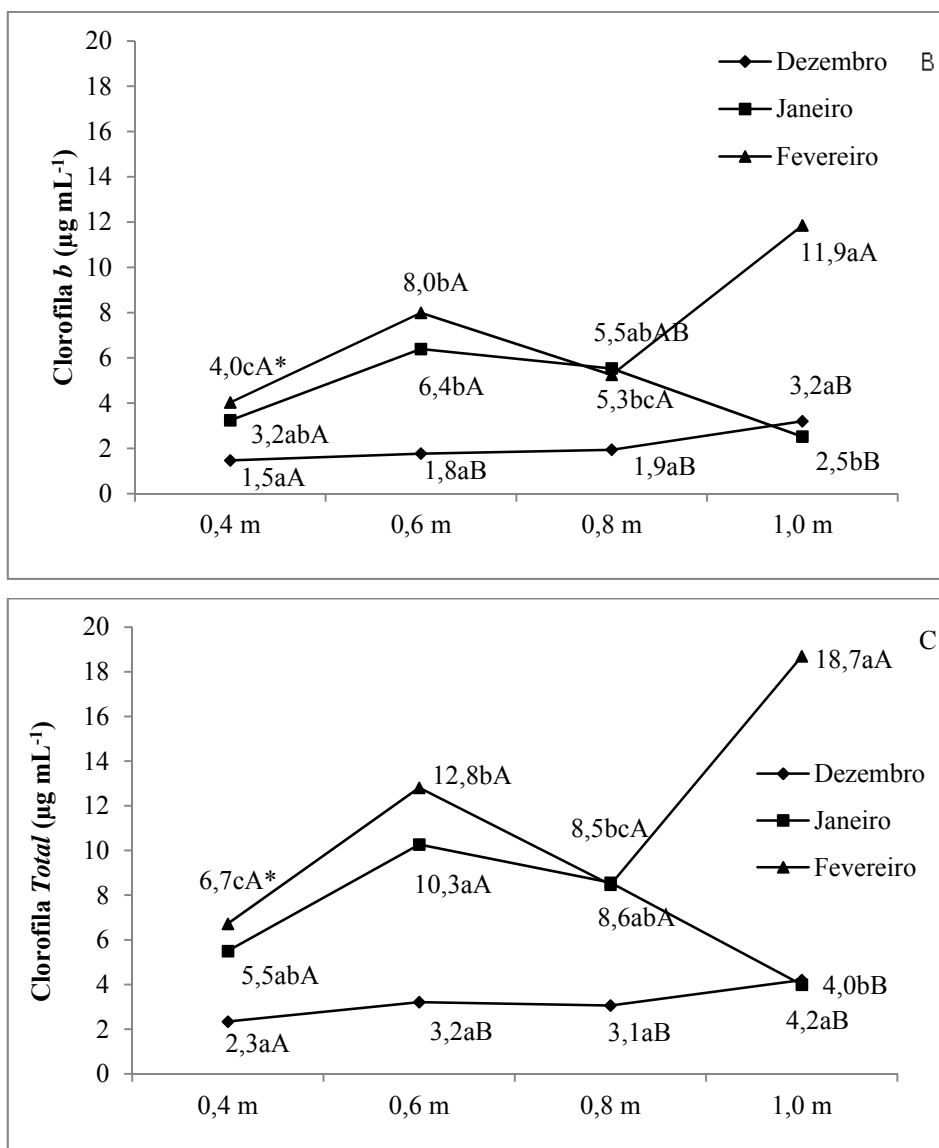 Clorofila b (µg mL-1)
20
18
16
14
12
10
8
6
4
2
0
Dezembro
Janeiro
Fevereiro
B
4,0cA*
8,0bA
5,5abAB
11,9aA
3,2abA
6,4bA
5,3bcA
3,2aB
1,5aA
1,8aB
1,9aB
2,5bB
0,4 m
0,6 m
0,8 m
1,0 m
Clorofila Total (µg mL-1)
20
18
16
14
12
10
8
6
4
2
0
C
Dezembro
Janeiro
Fevereiro
18,7aA
12,8bA
8,5bcA
6,7cA*
10,3aA
8,6abA
5,5abA
4,0bB
2,3aA
3,2aB
3,1aB
4,2aB
0,4 m
0,6 m
0,8 m
1,0 m